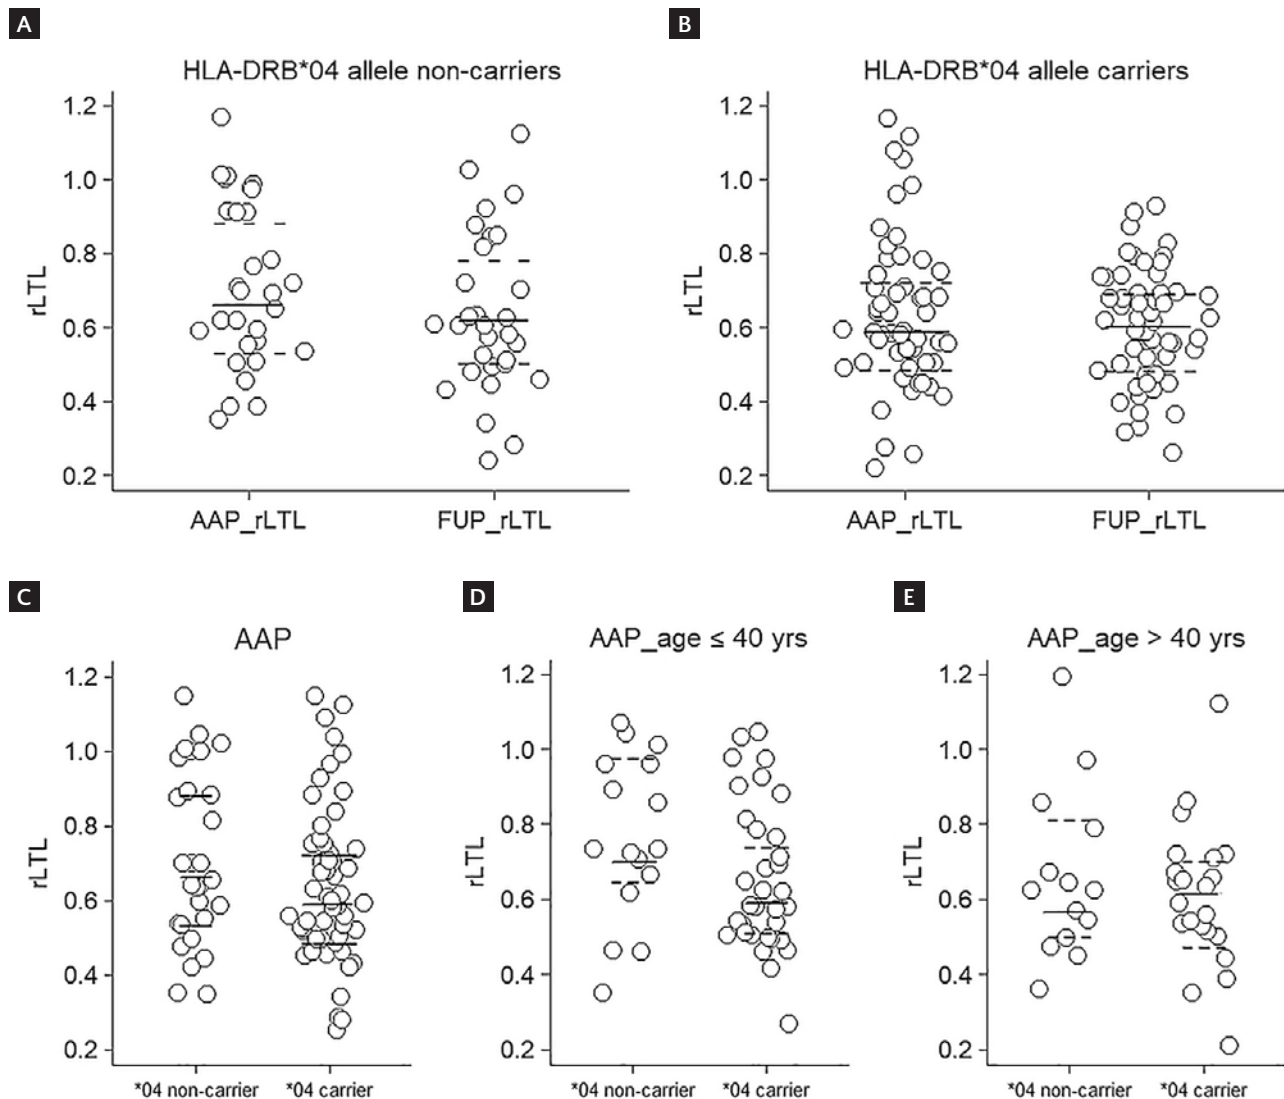 A
HLA-DRB*04 allele non-carriers
rLTL
1.2
1.0
0.8
0.6
0.4
0.2
AAP_rLTL FUP_rLTL
B
HLA-DRB*04 allele carriers
rLTL
1.2
1.0
0.8
0.6
0.4
0.2
AAP_rLTL FUP_rLTL
C
AAP
rLTL
1.2
1.0
0.8
0.6
0.4
0.2
*04 non-carrier *04 carrier
D
AAP_age ≤ 40 yrs
rLTL
1.2
1.0
0.8
0.6
0.4
0.2
*04 non-carrier *04 carrier
E
AAP_age > 40 yrs
rLTL
1.2
1.0
0.8
0.6
0.4
0.2
*04 non-carrier *04 carrier